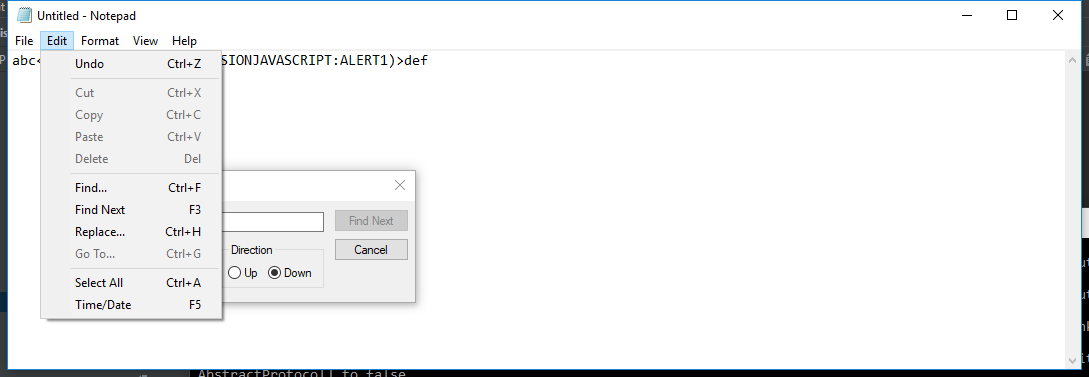 Untitled - Notepad
File Edit Format View Help
abc< SIONJAVASCRIPT:ALERT1)>def
Undo Ctrl+Z
Cut Ctrl+X
Copy Ctrl+C
Paste Ctrl+V
Delete Del
Find... Ctrl+F
Find Next F3
Replace... Ctrl+H
Go To... Ctrl+G
Select All Ctrl+A
Time/Date F5
Find Next
Cancel
Direction
Up Down
AbstractProtocol] to false